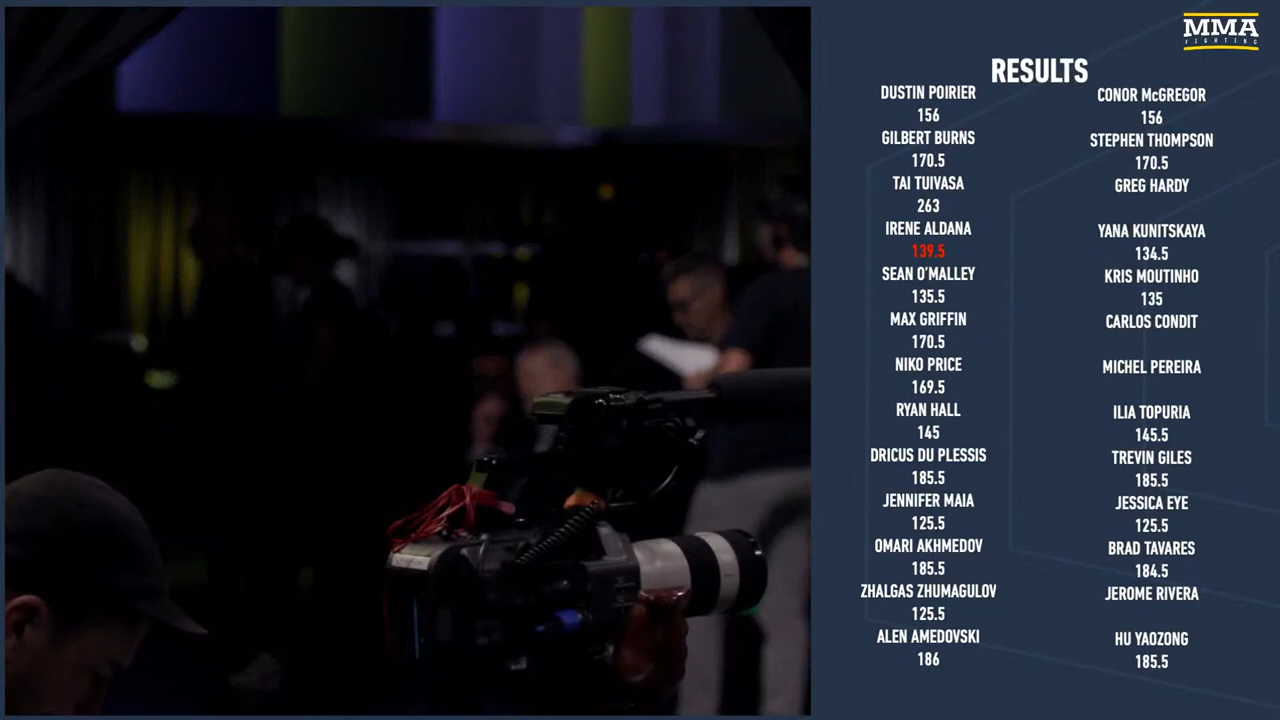 MMA
FIGHTING
RESULTS
DUSTIN POIRIER
156
CONOR McGREGOR
156
GILBERT BURNS
170.5
STEPHEN THOMPSON
170.5
TAI TUIVASA
263
GREG HARDY
IRENE ALDANA
139.5
YANA KUNITSKAYA
134.5
SEAN O'MALLEY
135.5
KRIS MOUTINHO
135
MAX GRIFFIN
170.5
CARLOS CONDIT
NIKO PRICE
169.5
MICHEL PEREIRA
RYAN HALL
145
ILIA TOPURIA
145.5
DRICUS DU PLESSIS
185.5
TREVIN GILES
185.5
JENNIFER MAIA
125.5
JESSICA EYE
125.5
OMARI AKHMEDOV
185.5
BRAD TAVARES
184.5
ZHALGAS ZHUMAGULOV
125.5
JEROME RIVERA
ALEN AMEDOVSKI
186
HU YAOZONG
185.5